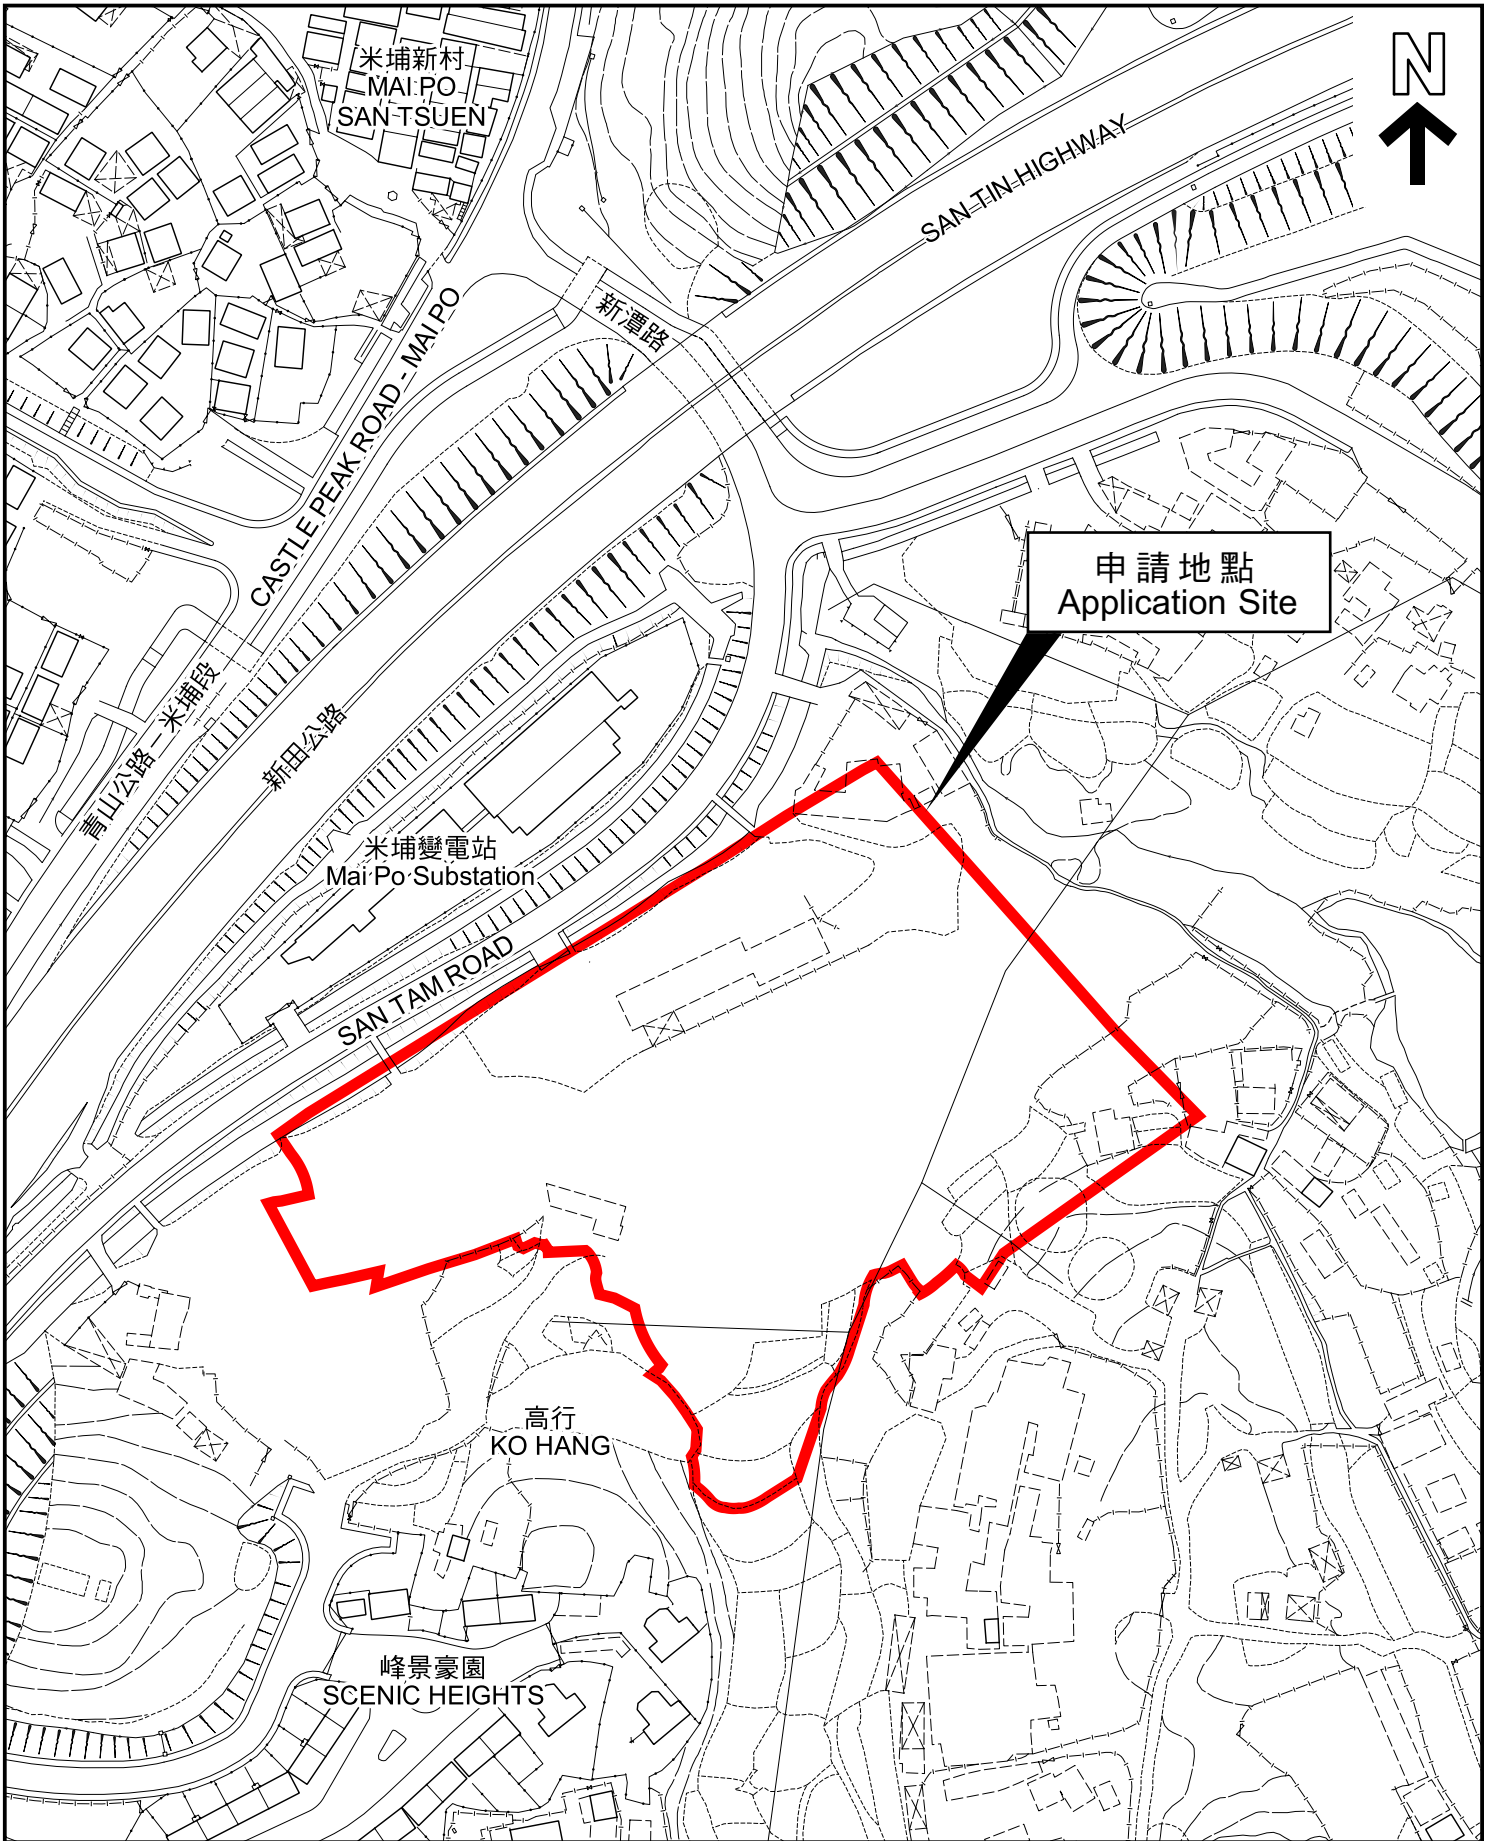 米埔新村
MAI PO
SAN TSUEN
N
SAN TIN HIGHWAY
新潭路
CASTLE PEAK ROAD - MAI PO
申請地點
Application Site
青山公路－米埔段
新田公路
米埔變電站
Mai Po Substation
SAN TAM ROAD
高行
KO HANG
峰景豪園
SCENIC HEIGHTS